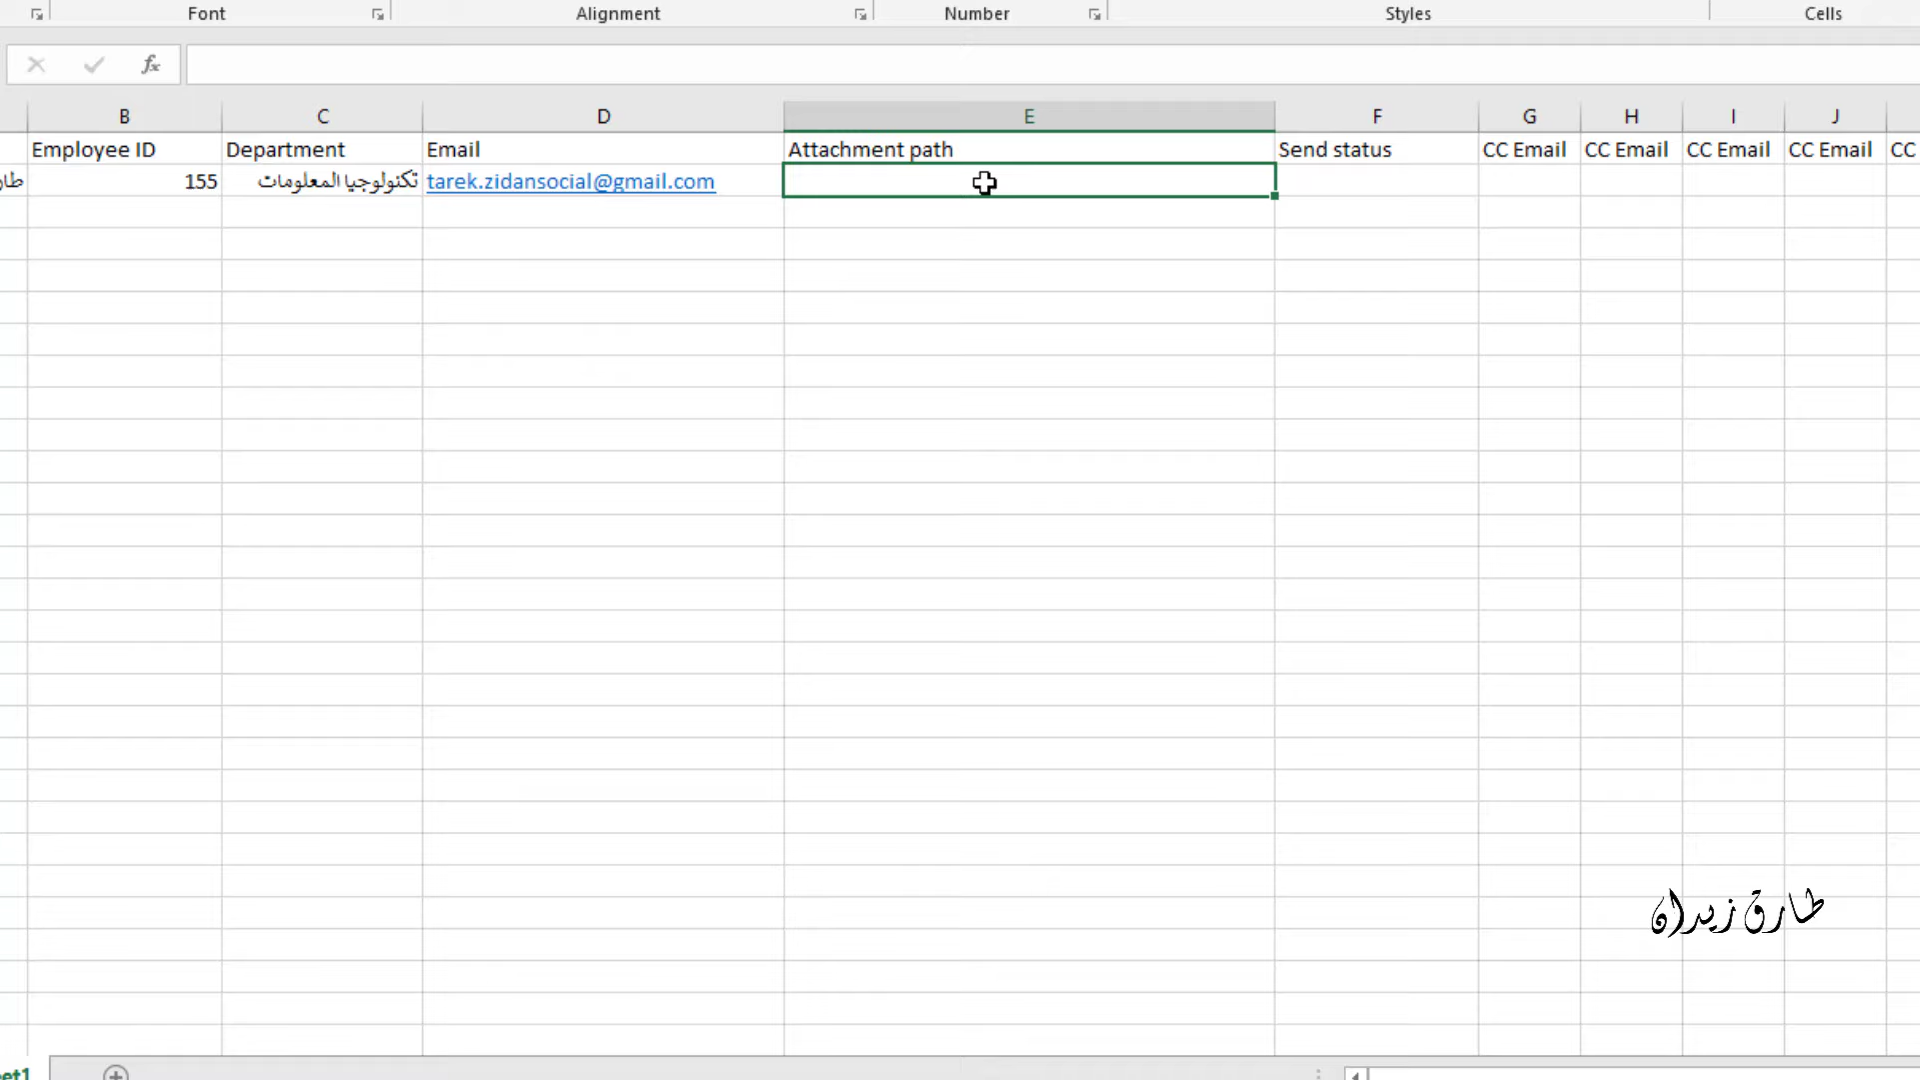 Font Alignment Number Styles Cells
fx
B C D E F G H I J
Employee ID Department Email Attachment path Send status CC Email CC Email CC Email CC Email CC
155 تكنولوجيا المعلومات tarek.zidansocial@gmail.com
طارق زيدان